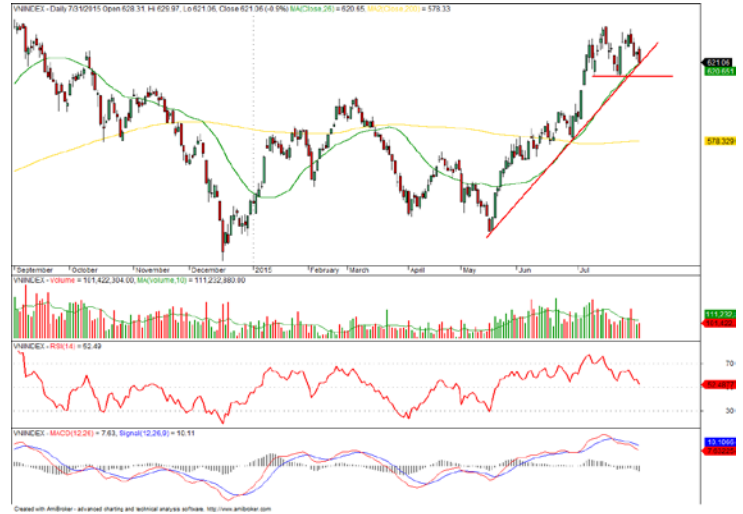 VNINDEX - Daily 7/31/2015 Open 628.31, Hi 629.97, Lo 621.06, Close 621.06 (-0.9%) MA(Close,26) = 620.65, MA(Close,200) = 578.33
621.06
620.651
578.329
September October November December 2015 February March April May Jun Jul
VNINDEX - Volume = 101,422,304.00, MA(Volume,10) = 111,232,880.00
111,232,
101,422,
VNINDEX - RSI(14) = 52.49
70
30
VNINDEX - MACD(12,26) = 7.63, Signal(12,26,9) = 10.11
Created with AmiBroker - advanced charting and technical analysis software. http://www.amibroker.com